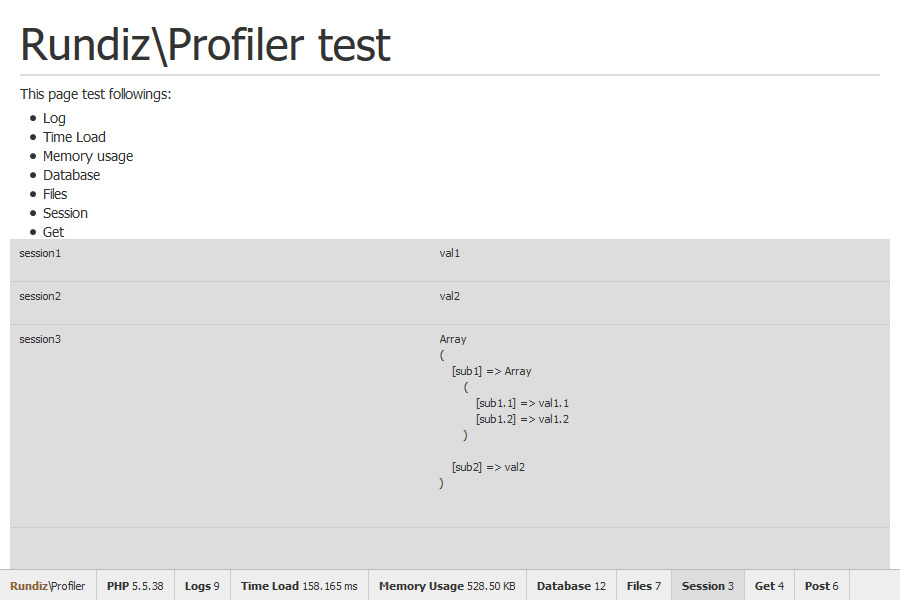 Rundiz\Profiler test
This page test followings:
Log
Time Load
Memory usage
Database
Files
Session
Get
session1 val1
session2 val2
session3 Array
(
[sub1] => Array
(
[sub1.1] => val1.1
[sub1.2] => val1.2
)
[sub2] => val2
)
Rundiz\Profiler PHP 5.5.38 Logs 9 Time Load 158.165 ms Memory Usage 528.50 KB Database 12 Files 7 Session 3 Get 4 Post 6